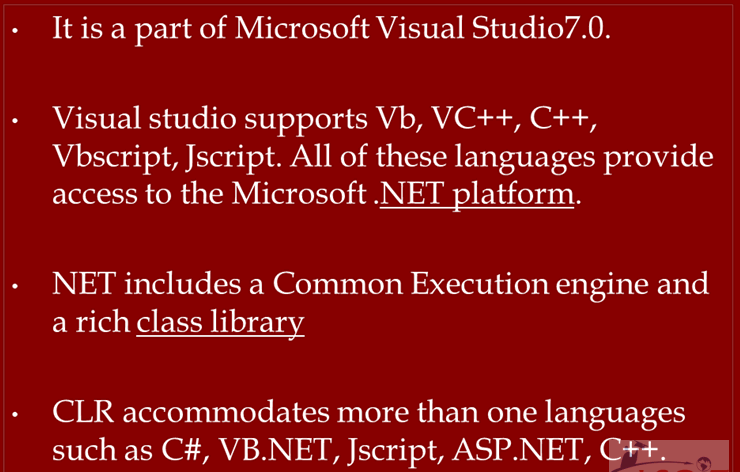 • It is a part of Microsoft Visual Studio7.0.
• Visual studio supports Vb, VC++, C++,
Vbscript, Jscript. All of these languages provide
access to the Microsoft .NET platform.
• NET includes a Common Execution engine and
a rich class library
• CLR accommodates more than one languages
such as C#, VB.NET, Jscript, ASP.NET, C++.